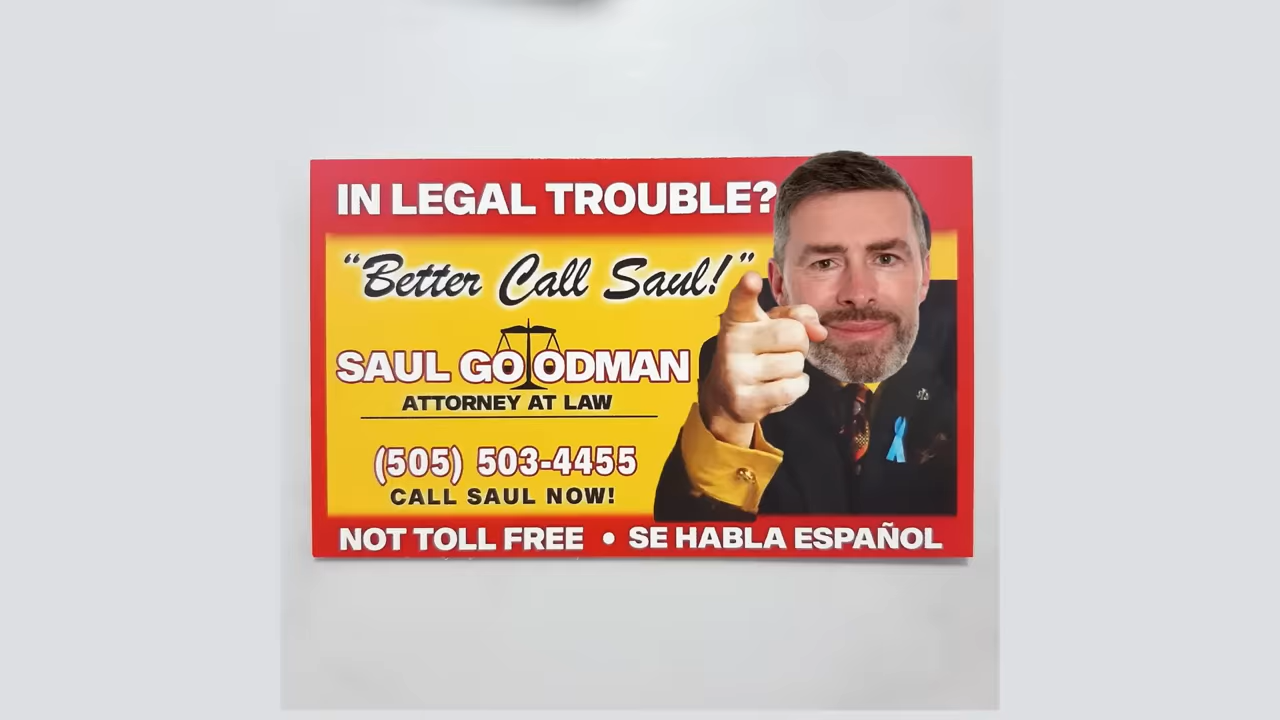 IN LEGAL TROUBLE?
“Better Call Saul!”
SAUL GOODMAN
ATTORNEY AT LAW
(505) 503-4455
CALL SAUL NOW!
NOT TOLL FREE • SE HABLA ESPAÑOL